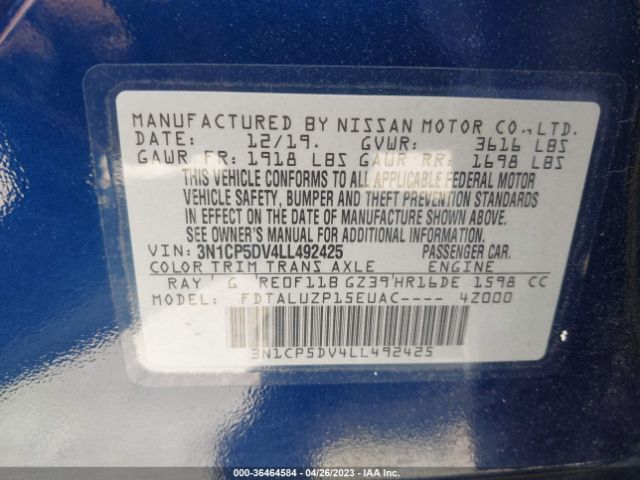 MANUFACTURED BY NISSAN MOTOR CO.,LTD.
DATE: 12/19. GVWR: 3616 LBS
GAWR FR: 1918 LBS GAWR RR: 1698 LBS
THIS VEHICLE CONFORMS TO ALL APPLICABLE FEDERAL MOTOR
VEHICLE SAFETY, BUMPER AND THEFT PREVENTION STANDARDS
IN EFFECT ON THE DATE OF MANUFACTURE SHOWN ABOVE.
SEE OWNER'S MANUAL FOR ADDITIONAL INFORMATION.
VIN: 3N1CP5DV4LL492425 PASSENGER CAR.
COLOR TRIM TRANS AXLE ENGINE
RAY G RE0F11B GZ39 HR16DE 1598 CC
MODEL: FDTALUZP15EUAC---- 4Z000
3N1CP5DV4LL492425
© 00 - 36464584 | 04/26/2023 - IAA Inc.